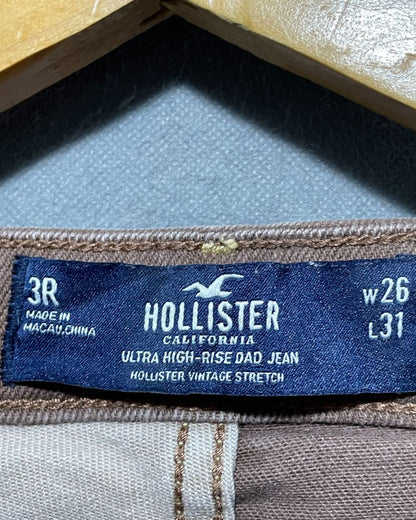 3R
MADE IN
MACAU,CHINA
HOLLISTER
CALIFORNIA
ULTRA HIGH-RISE DAD JEAN
HOLLISTER VINTAGE STRETCH
W26
L31